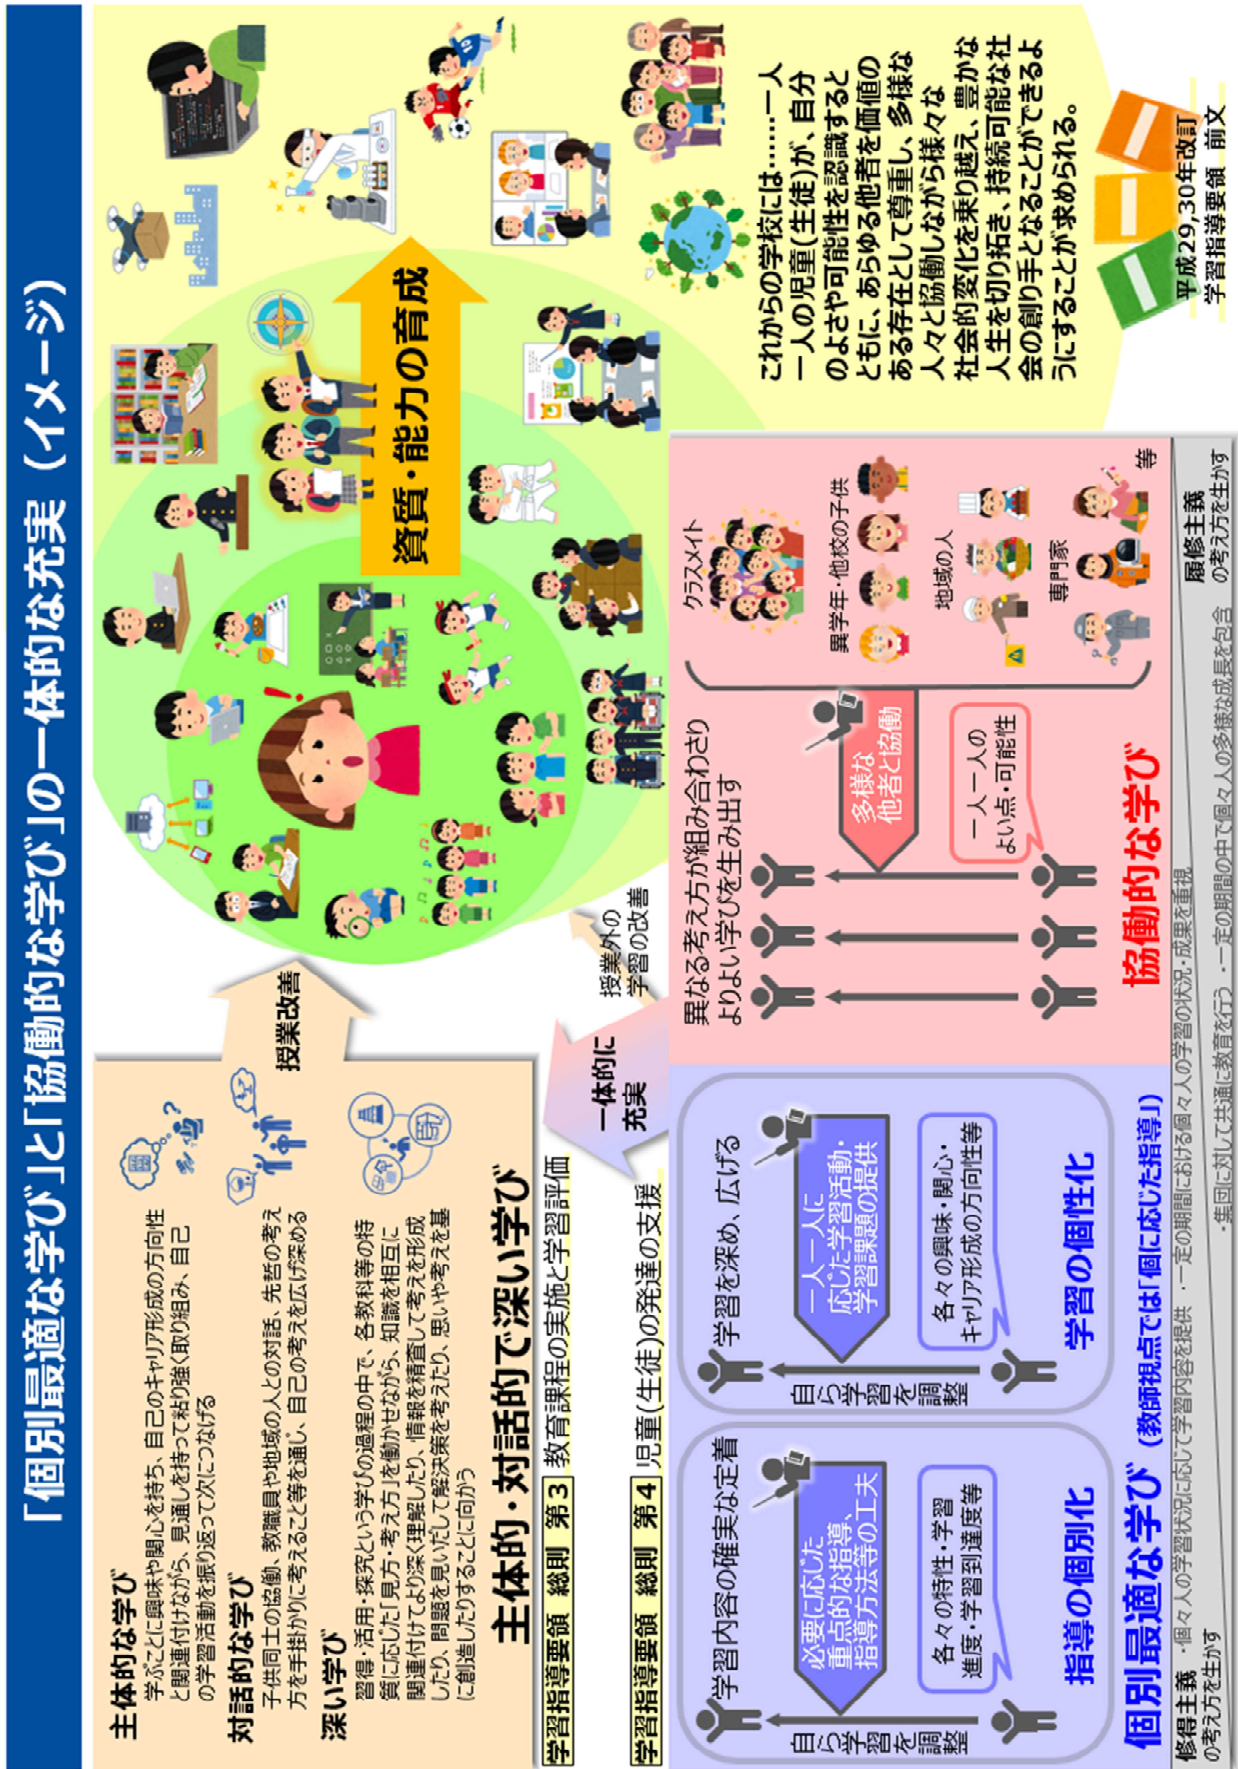 「個別最適な学び」と「協働的な学び」の一体的な充実（イメージ）
主体的な学び
学ぶことに興味や関心を持ち、自己のキャリア形成の方向性
と関連付けながら、見通しを持って粘り強く取り組み、自己
の学習活動を振り返って次につなげる
対話的な学び
子供同士の協働、教職員や地域の人との対話、先哲の考え
方を手掛かりに考えること等を通じ、自己の考えを広げ深める
深い学び
習得・活用・探究という学びの過程の中で、各教科等の特
質に応じた「見方・考え方」を働かせながら、知識を相互に
関連付けてより深く理解したり、情報を精査して考えを形成
したり、問題を見いだして解決策を考えたり、思いや考えを基
に創造したりすることに向かう
主体的・対話的で深い学び
学習指導要領 総則 第3 教育課程の実施と学習評価
授業改善
資質・能力の育成
授業外の
学習の改善
一体的に
充実
学習指導要領 総則 第4 児童(生徒)の発達の支援
学習内容の確実な定着
自ら学習を調整
必要に応じた
重点的な指導、
指導方法等の工夫
各々の特性・学習
進度・学習到達度等
指導の個別化
学習を深め、広げる
自ら学習を調整
一人一人に
応じた学習活動・
学習課題の提供
各々の興味・関心・
キャリア形成の方向性等
学習の個性化
個別最適な学び （教師視点では「個に応じた指導」）
異なる考え方が組み合わさり
よりよい学びを生み出す
多様な
他者と協働
一人一人の
よい点・可能性
協働的な学び
クラスメイト
異学年・他校の子供
地域の人
専門家
等
修得主義
の考え方を生かす
・個々人の学習状況に応じて学習内容を提供 ・一定の期間における個々人の学習の状況・成果を重視
・集団に対して共通に教育を行う ・一定の期間の中で個々人の多様な成長を包含
履修主義
の考え方を生かす
これからの学校には……一人
一人の児童(生徒)が、自分
のよさや可能性を認識すると
ともに、あらゆる他者を価値の
ある存在として尊重し、多様な
人々と協働しながら様々な
社会的変化を乗り越え、豊かな
人生を切り拓き、持続可能な社
会の創り手となることができるよ
うにすることが求められる。
平成29,30年改訂
学習指導要領 前文